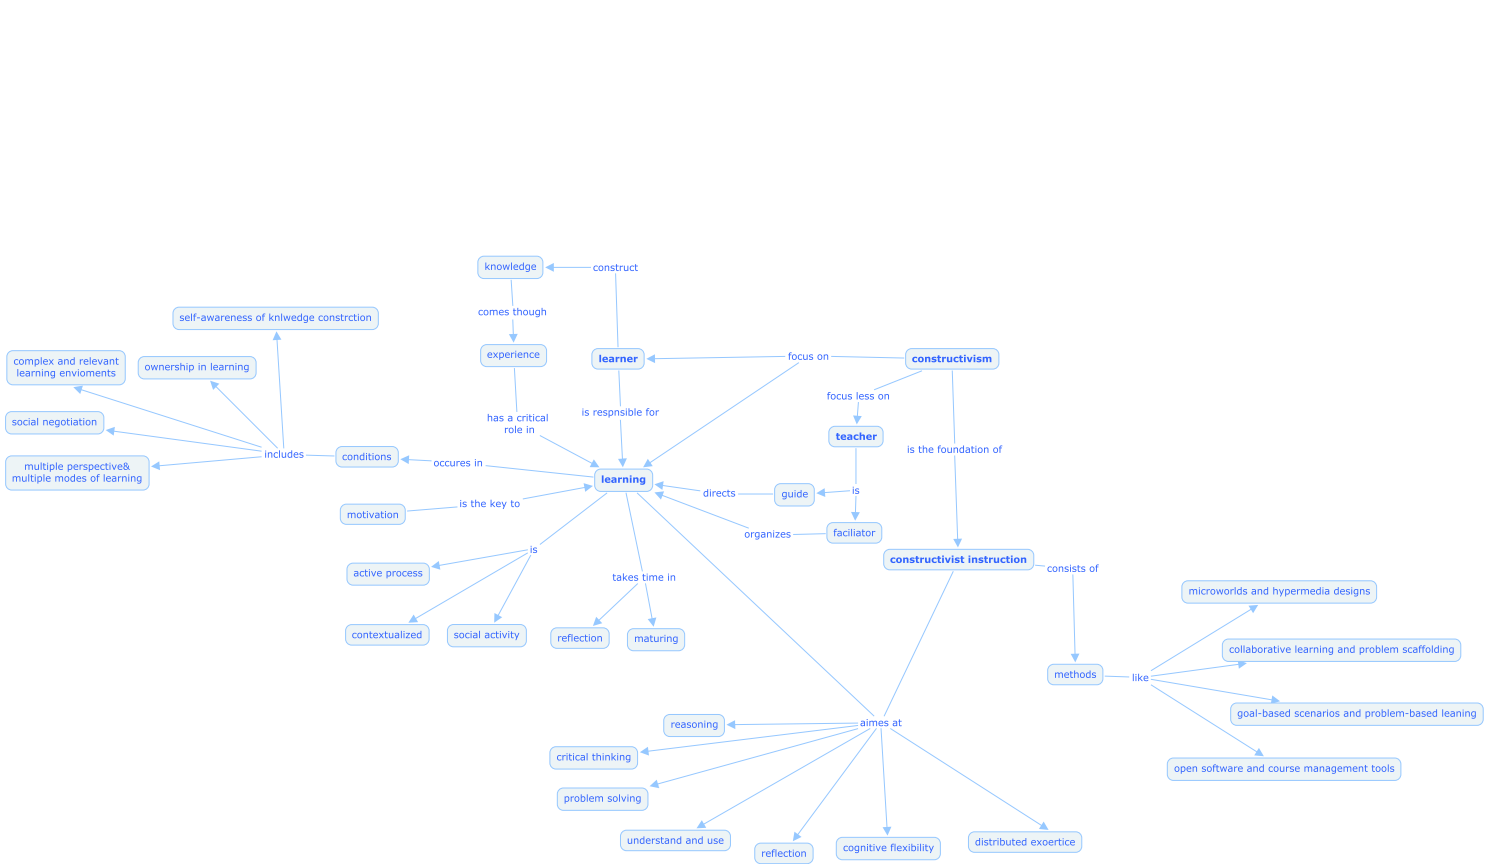 knowledge
construct
comes though
self-awareness of knlwedge constrction
experience
learner
focus on
constructivism
complex and relevant
learning envioments
ownership in learning
focus less on
is respnsible for
has a critical
role in
social negotiation
teacher
is the foundation of
includes
conditions
occures in
multiple perspective&
multiple modes of learning
learning
directs
guide
is
is the key to
motivation
organizes
faciliator
is
constructivist instruction
consists of
active process
takes time in
microworlds and hypermedia designs
contextualized
social activity
reflection
maturing
collaborative learning and problem scaffolding
methods
like
goal-based scenarios and problem-based leaning
reasoning
aimes at
critical thinking
open software and course management tools
problem solving
understand and use
reflection
cognitive flexibility
distributed exoertice